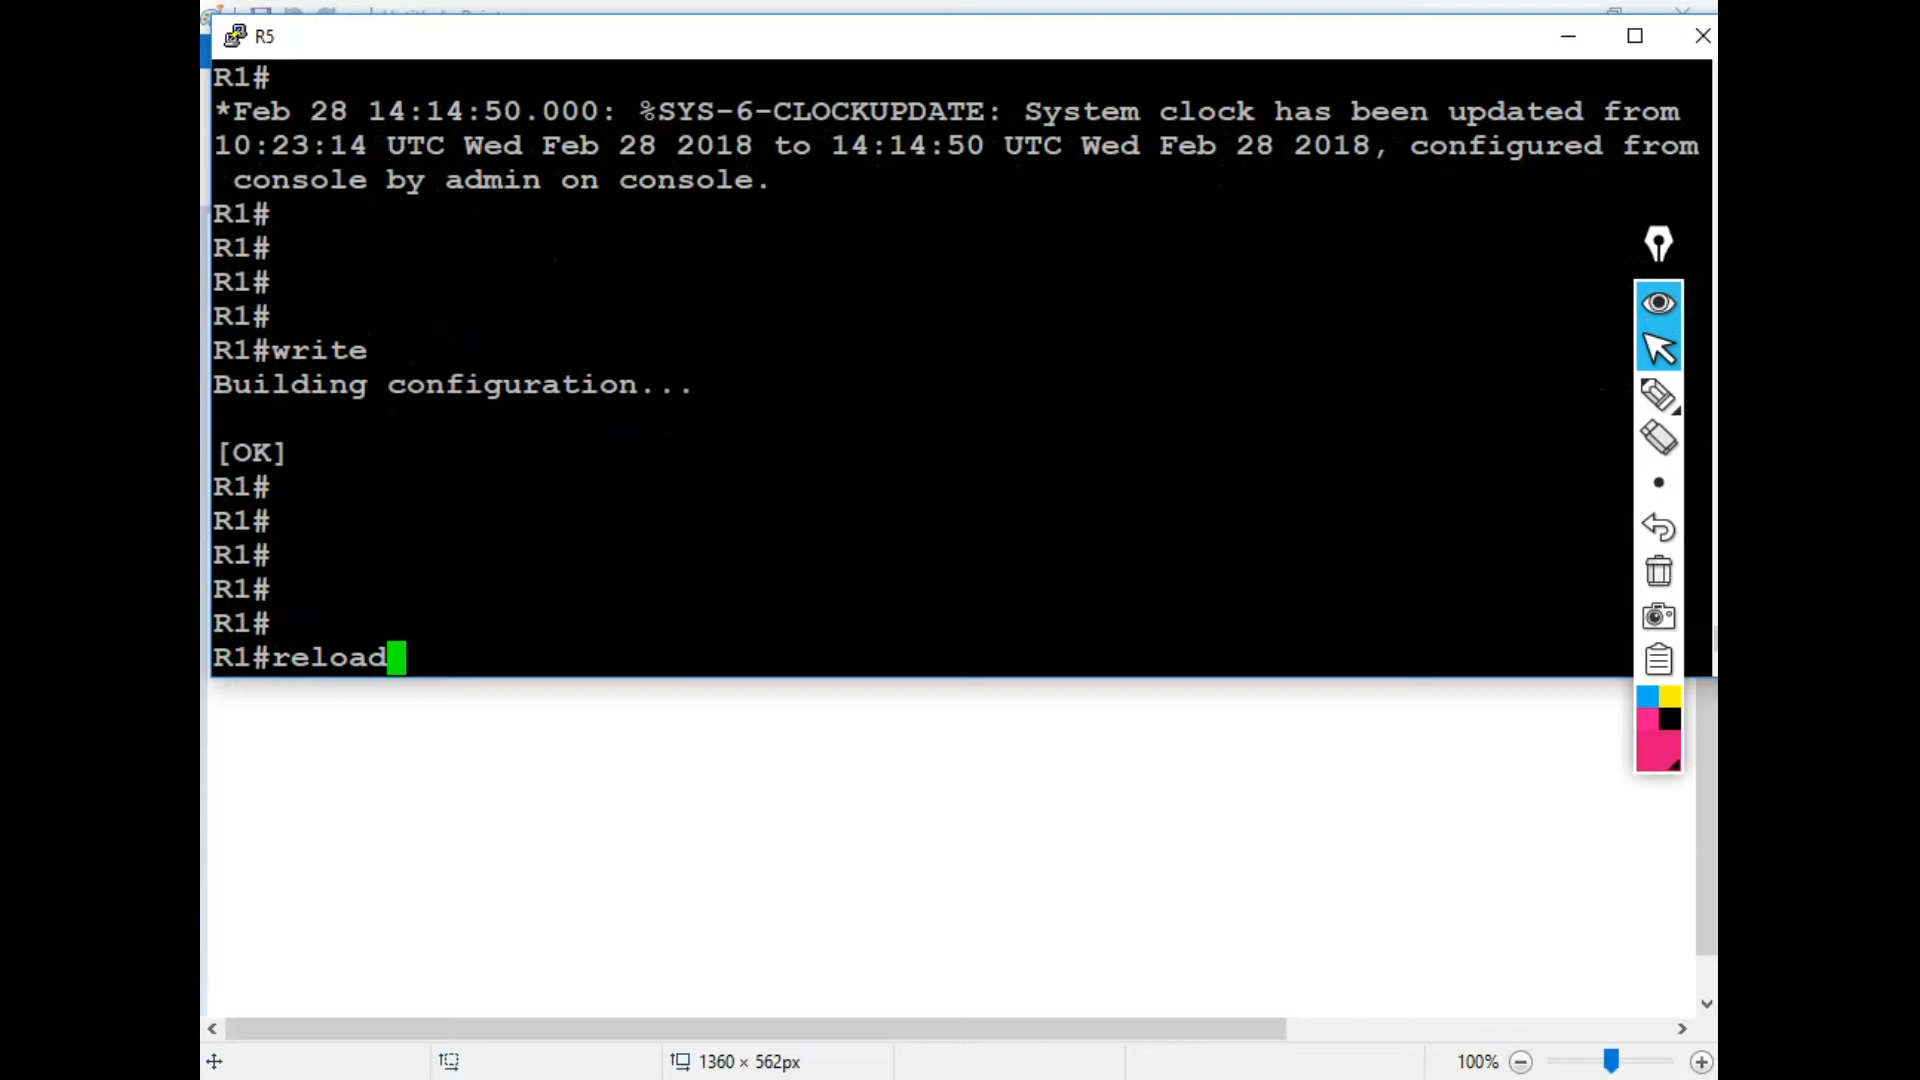 R5
R1#
*Feb 28 14:14:50.000: %SYS-6-CLOCKUPDATE: System clock has been updated from
10:23:14 UTC Wed Feb 28 2018 to 14:14:50 UTC Wed Feb 28 2018, configured from
console by admin on console.
R1#
R1#
R1#
R1#
R1#write
Building configuration...
[OK]
R1#
R1#
R1#
R1#
R1#
R1#reload
1360 × 562px
100%